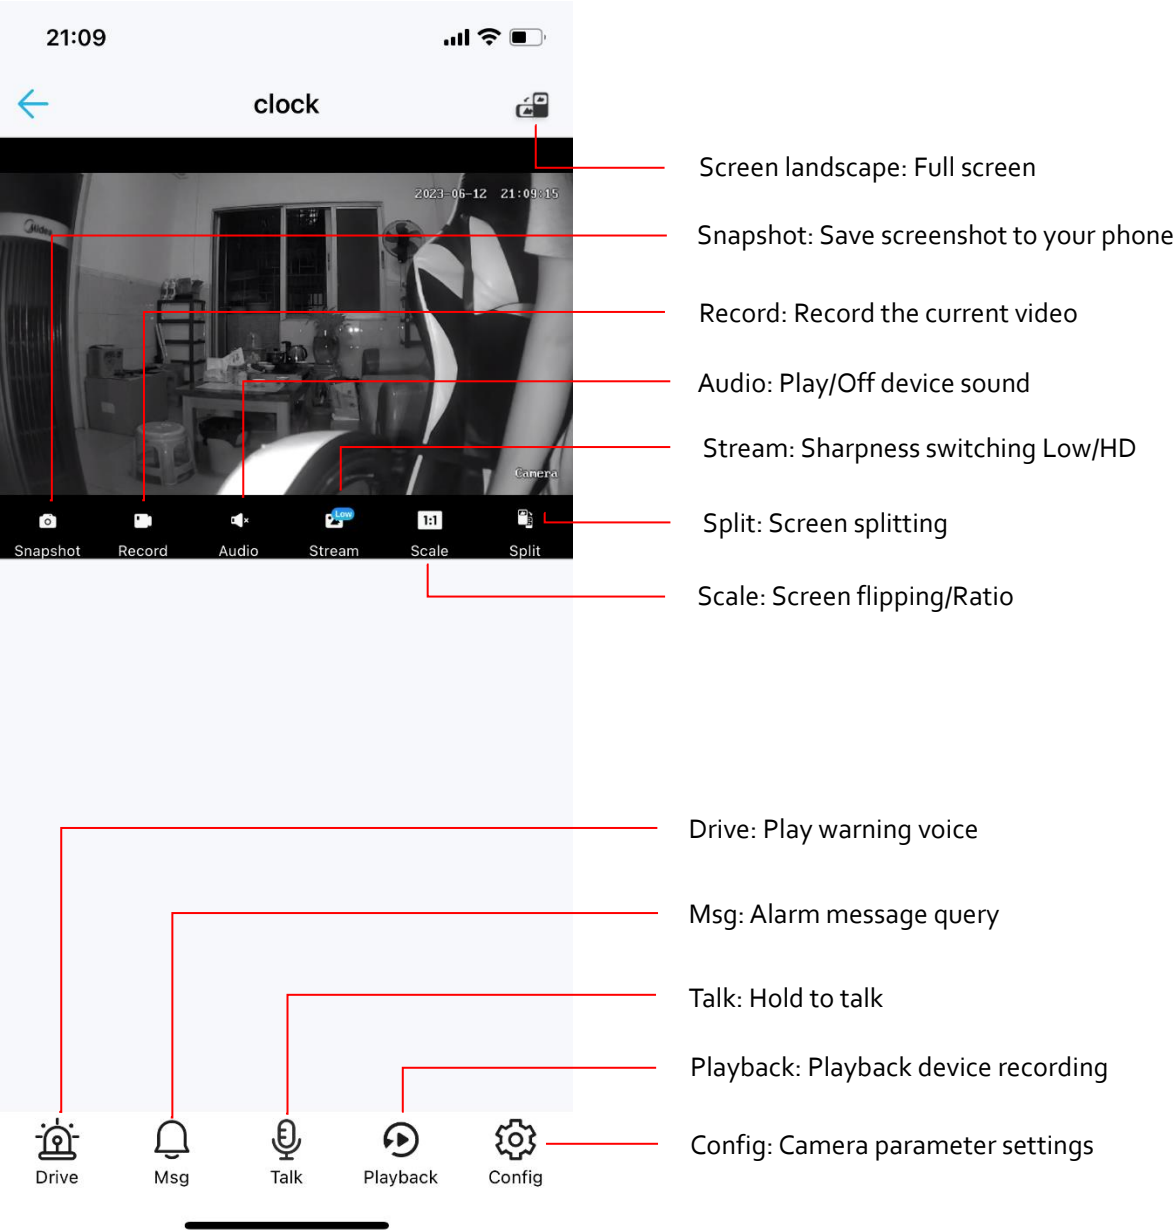 21:09
clock
Screen landscape: Full screen
2023-06-12 21:09:15
Midea
Snapshot: Save screenshot to your phone
Record: Record the current video
Audio: Play/Off device sound
Stream: Sharpness switching Low/HD
Camera
Low
1:1
Split: Screen splitting
Snapshot Record Audio Stream Scale Split
Scale: Screen flipping/Ratio
Drive: Play warning voice
Msg: Alarm message query
Talk: Hold to talk
Playback: Playback device recording
Config: Camera parameter settings
Drive Msg Talk Playback Config